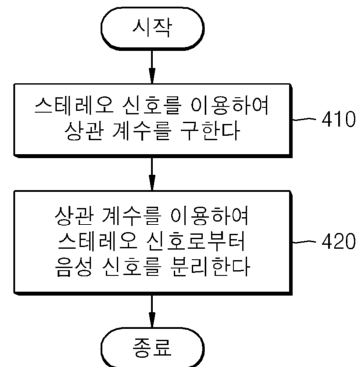 시작
스테레오 신호를 이용하여
상관 계수를 구한다
410
상관 계수를 이용하여
스테레오 신호로부터
음성 신호를 분리한다
420
종료